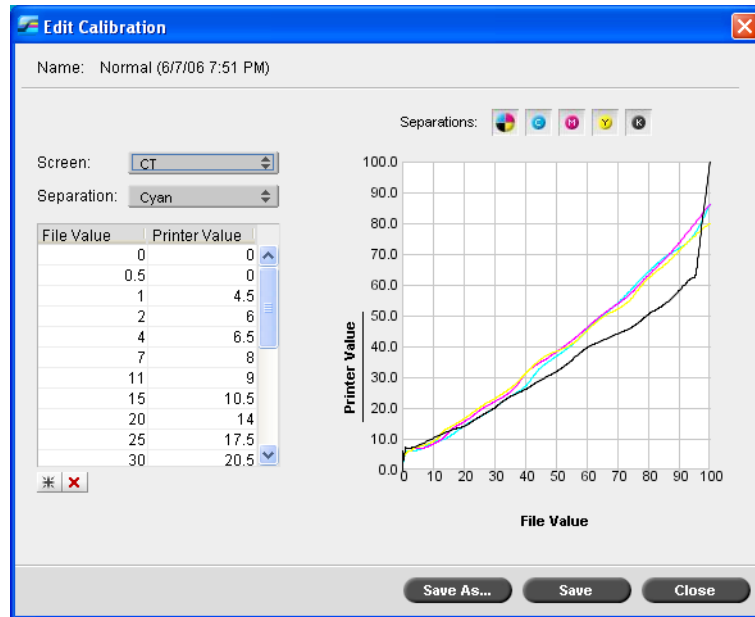 Edit Calibration
Name: Normal (6/7/06 7:51 PM)
Separations: C M Y K
Screen: CT
Separation: Cyan
File Value Printer Value
0 0
0.5 0
1 4.5
2 6
4 6.5
7 8
11 9
15 10.5
20 14
25 17.5
30 20.5
100.0
90.0
80.0
70.0
60.0
50.0
40.0
30.0
20.0
10.0
0.0
Printer Value
0 10 20 30 40 50 60 70 80 90 100
File Value
Save As... Save Close